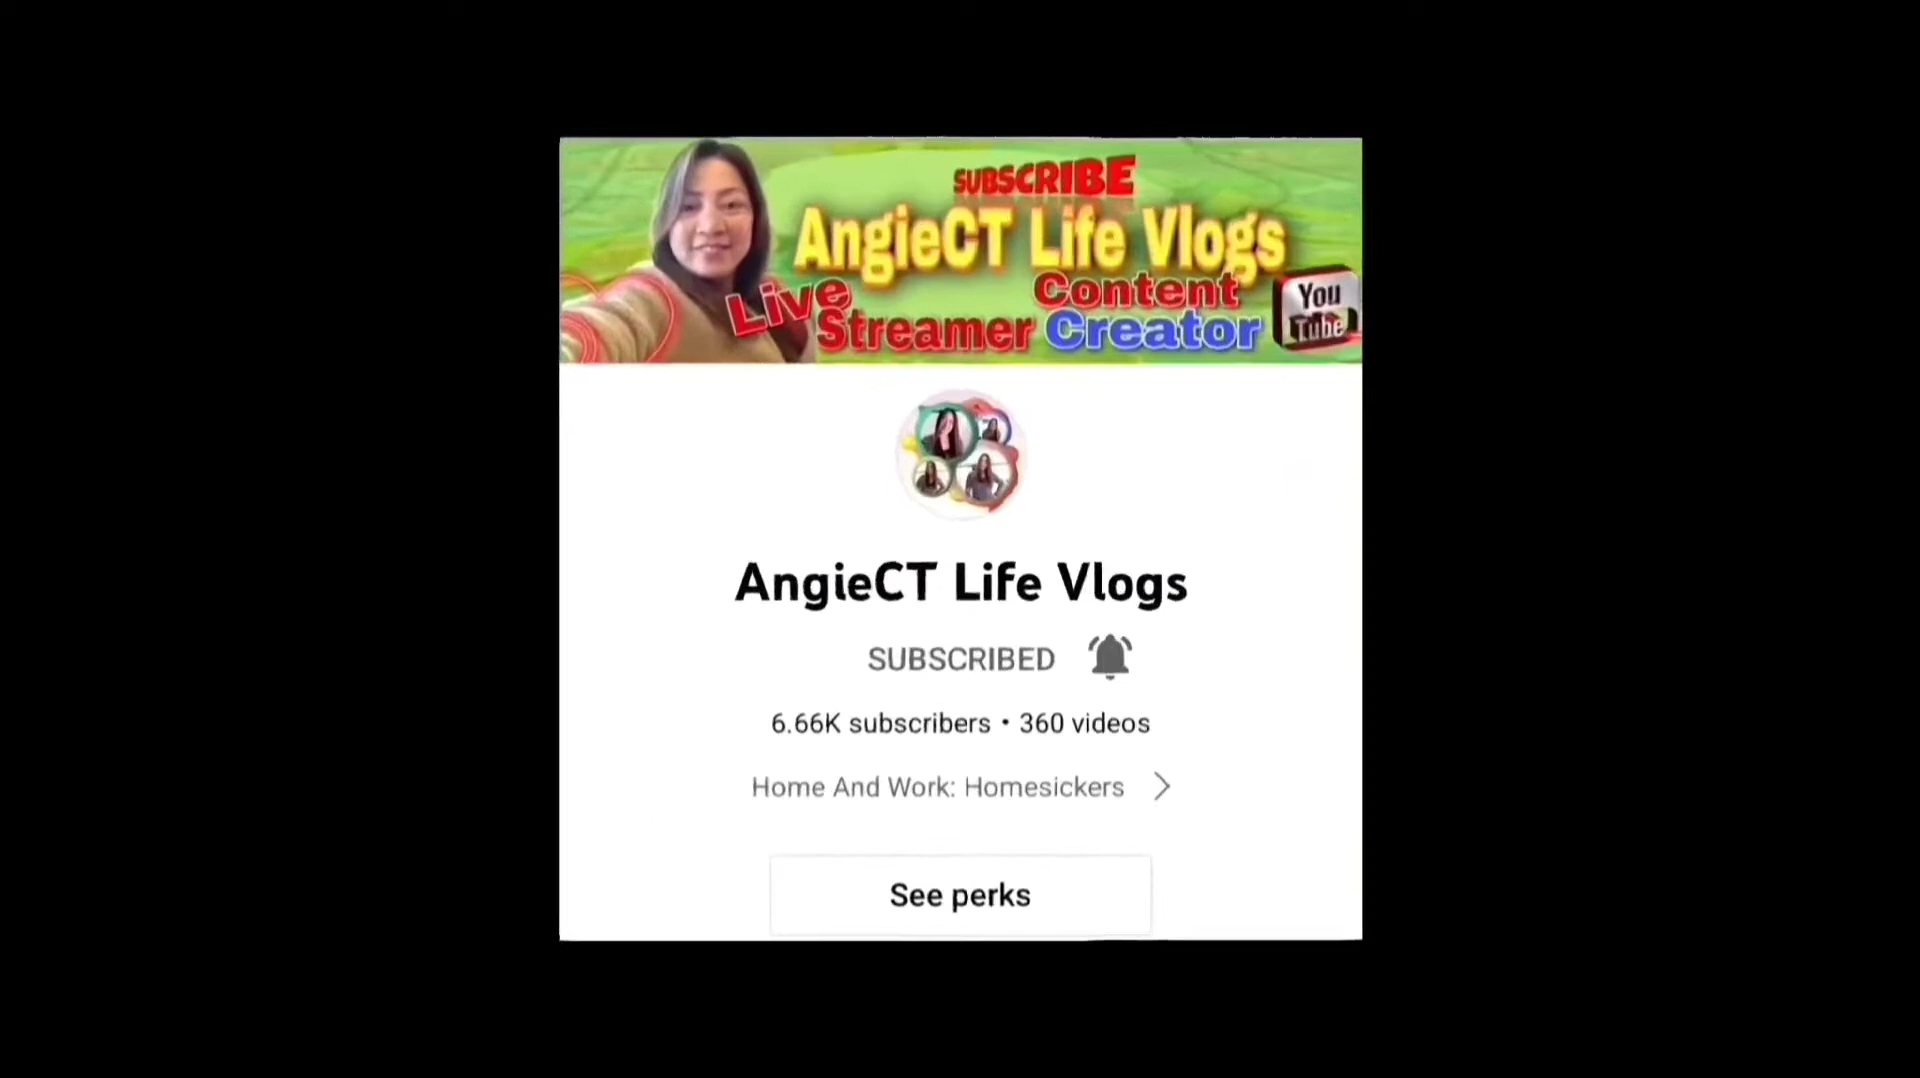 SUBSCRIBE
AngieCT Life Vlogs
Live Content
Streamer Creator
You
Tube
AngieCT Life Vlogs
SUBSCRIBED
6.66K subscribers • 360 videos
Home And Work: Homesickers
See perks